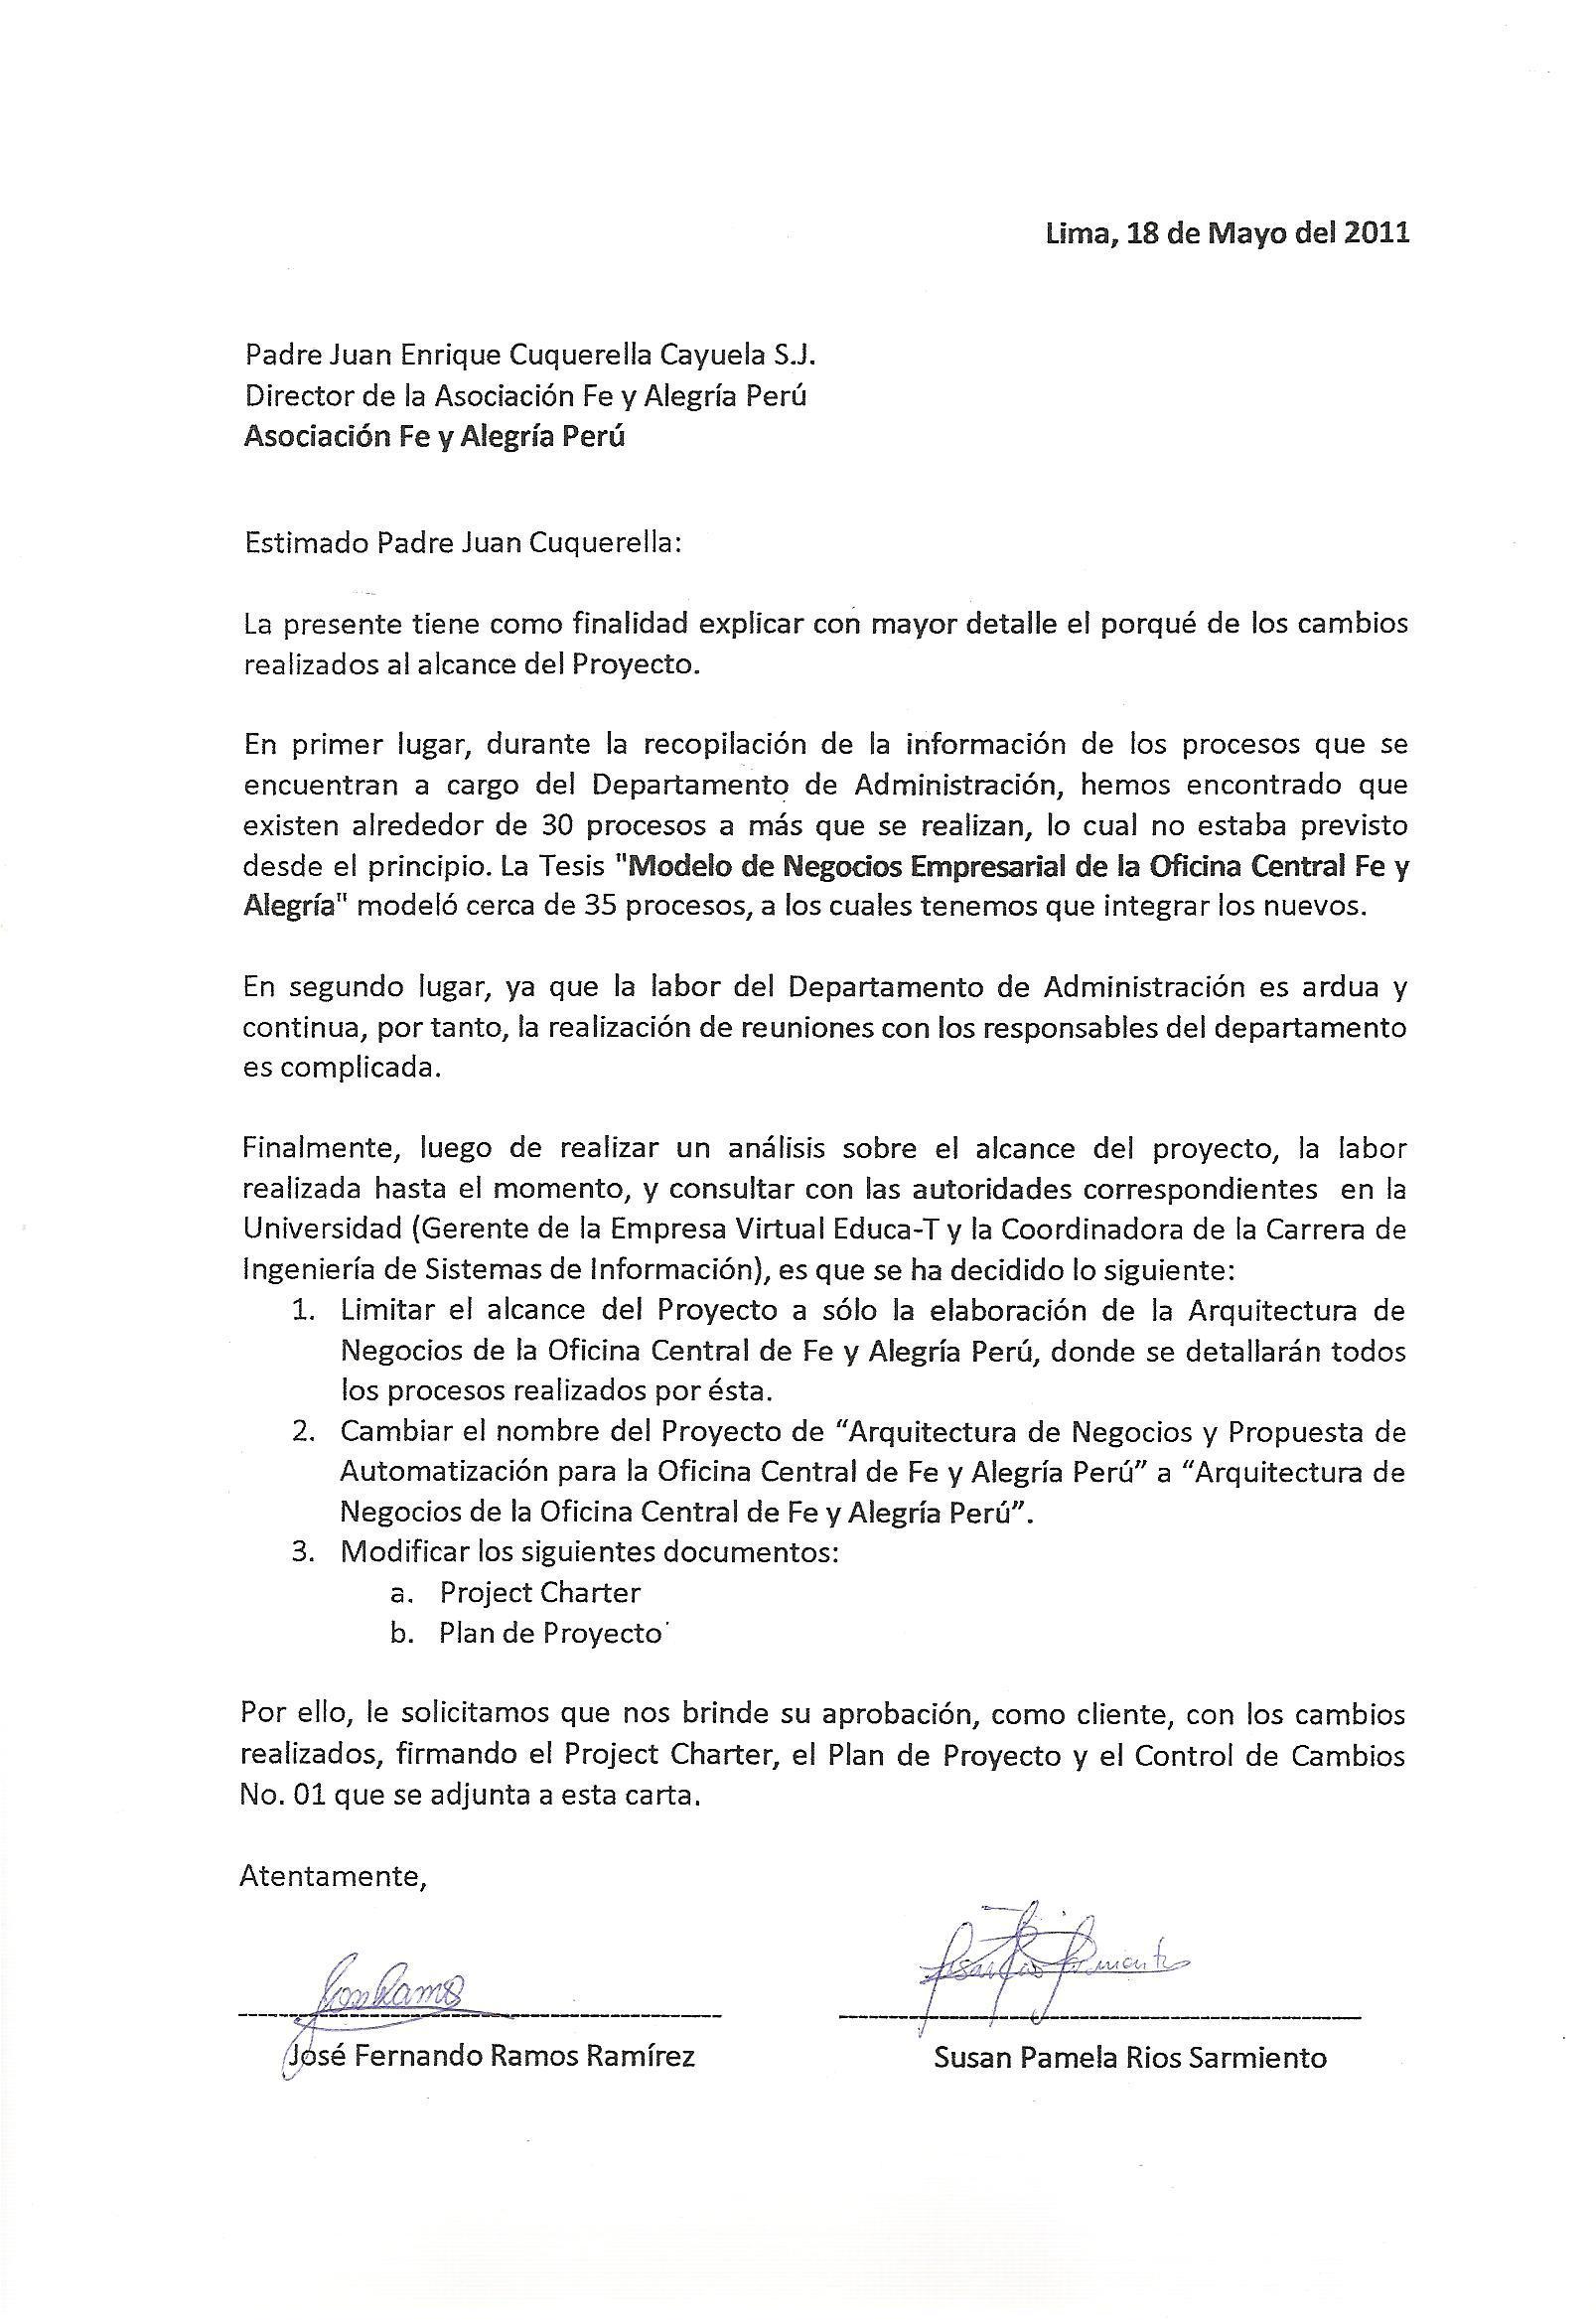 Lima, 18 de Mayo del 2011
Padre Juan Enrique Cuquerella Cayuela S.J.
Director de la Asociación Fe y Alegría Perú
Asociación Fe y Alegría Perú
Estimado Padre Juan Cuquerella:
La presente tiene como finalidad explicar con mayor detalle el porqué de los cambios
realizados al alcance del Proyecto.
En primer lugar, durante la recopilación de la información de los procesos que se
encuentran a cargo del Departamento de Administración, hemos encontrado que
existen alrededor de 30 procesos a más que se realizan, lo cual no estaba previsto
desde el principio. La Tesis "Modelo de Negocios Empresarial de la Oficina Central Fe y
Alegría" modeló cerca de 35 procesos, a los cuales tenemos que integrar los nuevos.
En segundo lugar, ya que la labor del Departamento de Administración es ardua y
continua, por tanto, la realización de reuniones con los responsables del departamento
es complicada.
Finalmente, luego de realizar un análisis sobre el alcance del proyecto, la labor
realizada hasta el momento, y consultar con las autoridades correspondientes en la
Universidad (Gerente de la Empresa Virtual Educa-T y la Coordinadora de la Carrera de
Ingeniería de Sistemas de Información), es que se ha decidido lo siguiente:
1. Limitar el alcance del Proyecto a sólo la elaboración de la Arquitectura de
Negocios de la Oficina Central de Fe y Alegría Perú, donde se detallarán todos
los procesos realizados por ésta.
2. Cambiar el nombre del Proyecto de “Arquitectura de Negocios y Propuesta de
Automatización para la Oficina Central de Fe y Alegría Perú” a “Arquitectura de
Negocios de la Oficina Central de Fe y Alegría Perú”.
3. Modificar los siguientes documentos:
a. Project Charter
b. Plan de Proyecto
Por ello, le solicitamos que nos brinde su aprobación, como cliente, con los cambios
realizados, firmando el Project Charter, el Plan de Proyecto y el Control de Cambios
No. 01 que se adjunta a esta carta.
Atentamente,
José Fernando Ramos Ramírez
Susan Pamela Rios Sarmiento